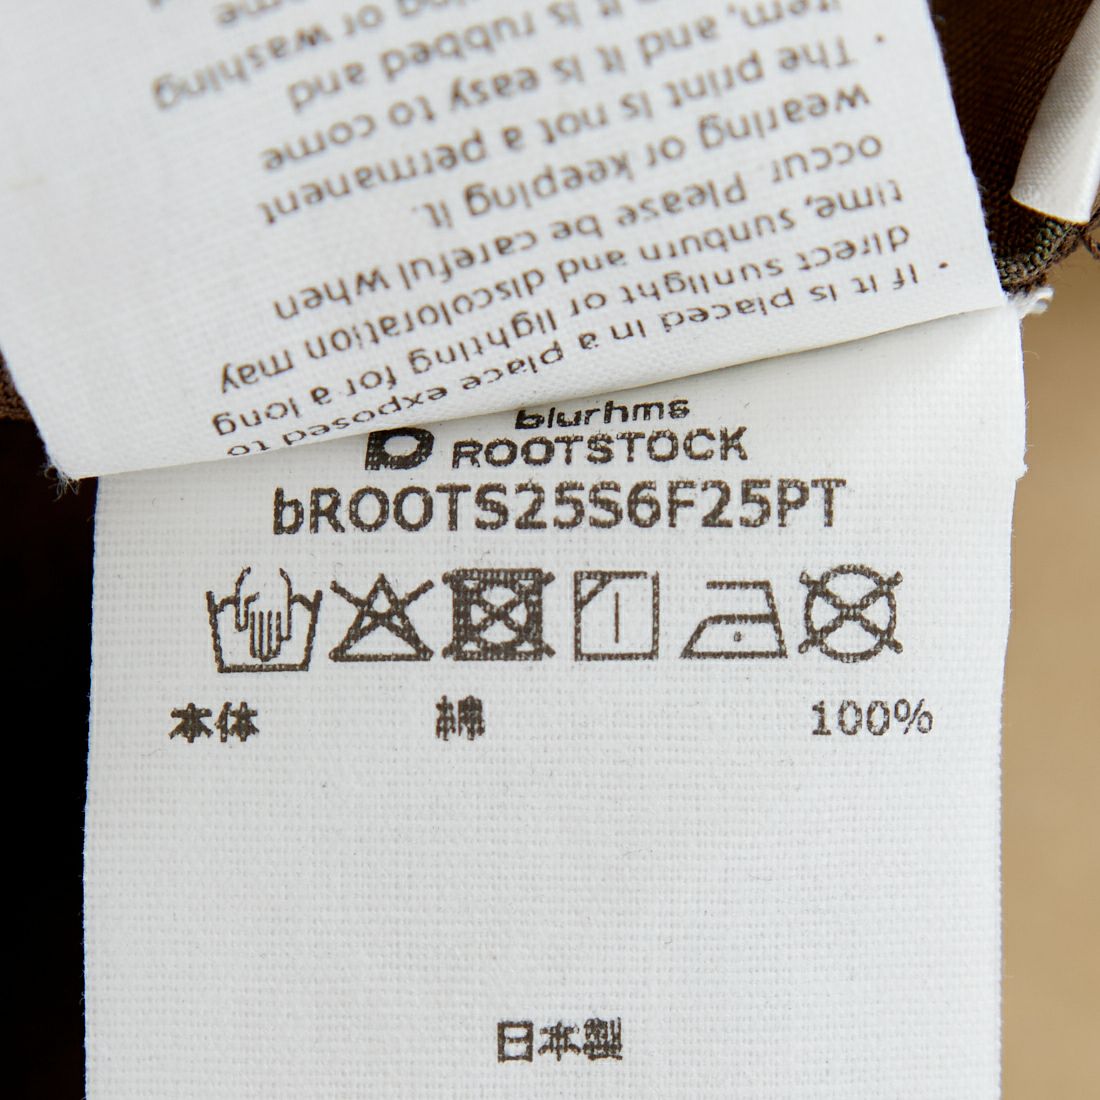 ・If it is placed in a place exposed to
direct sunlight or lighting for a long
time, sunburn and discoloration may
occur. Please be careful when
wearing or keeping it.
・The print is not a permanent
item, and it is easy to come
it is rubbed and
or washing
blurhms
ROOTSTOCK
bROOTS25S6F25PT
本体 綿 100%
日本製